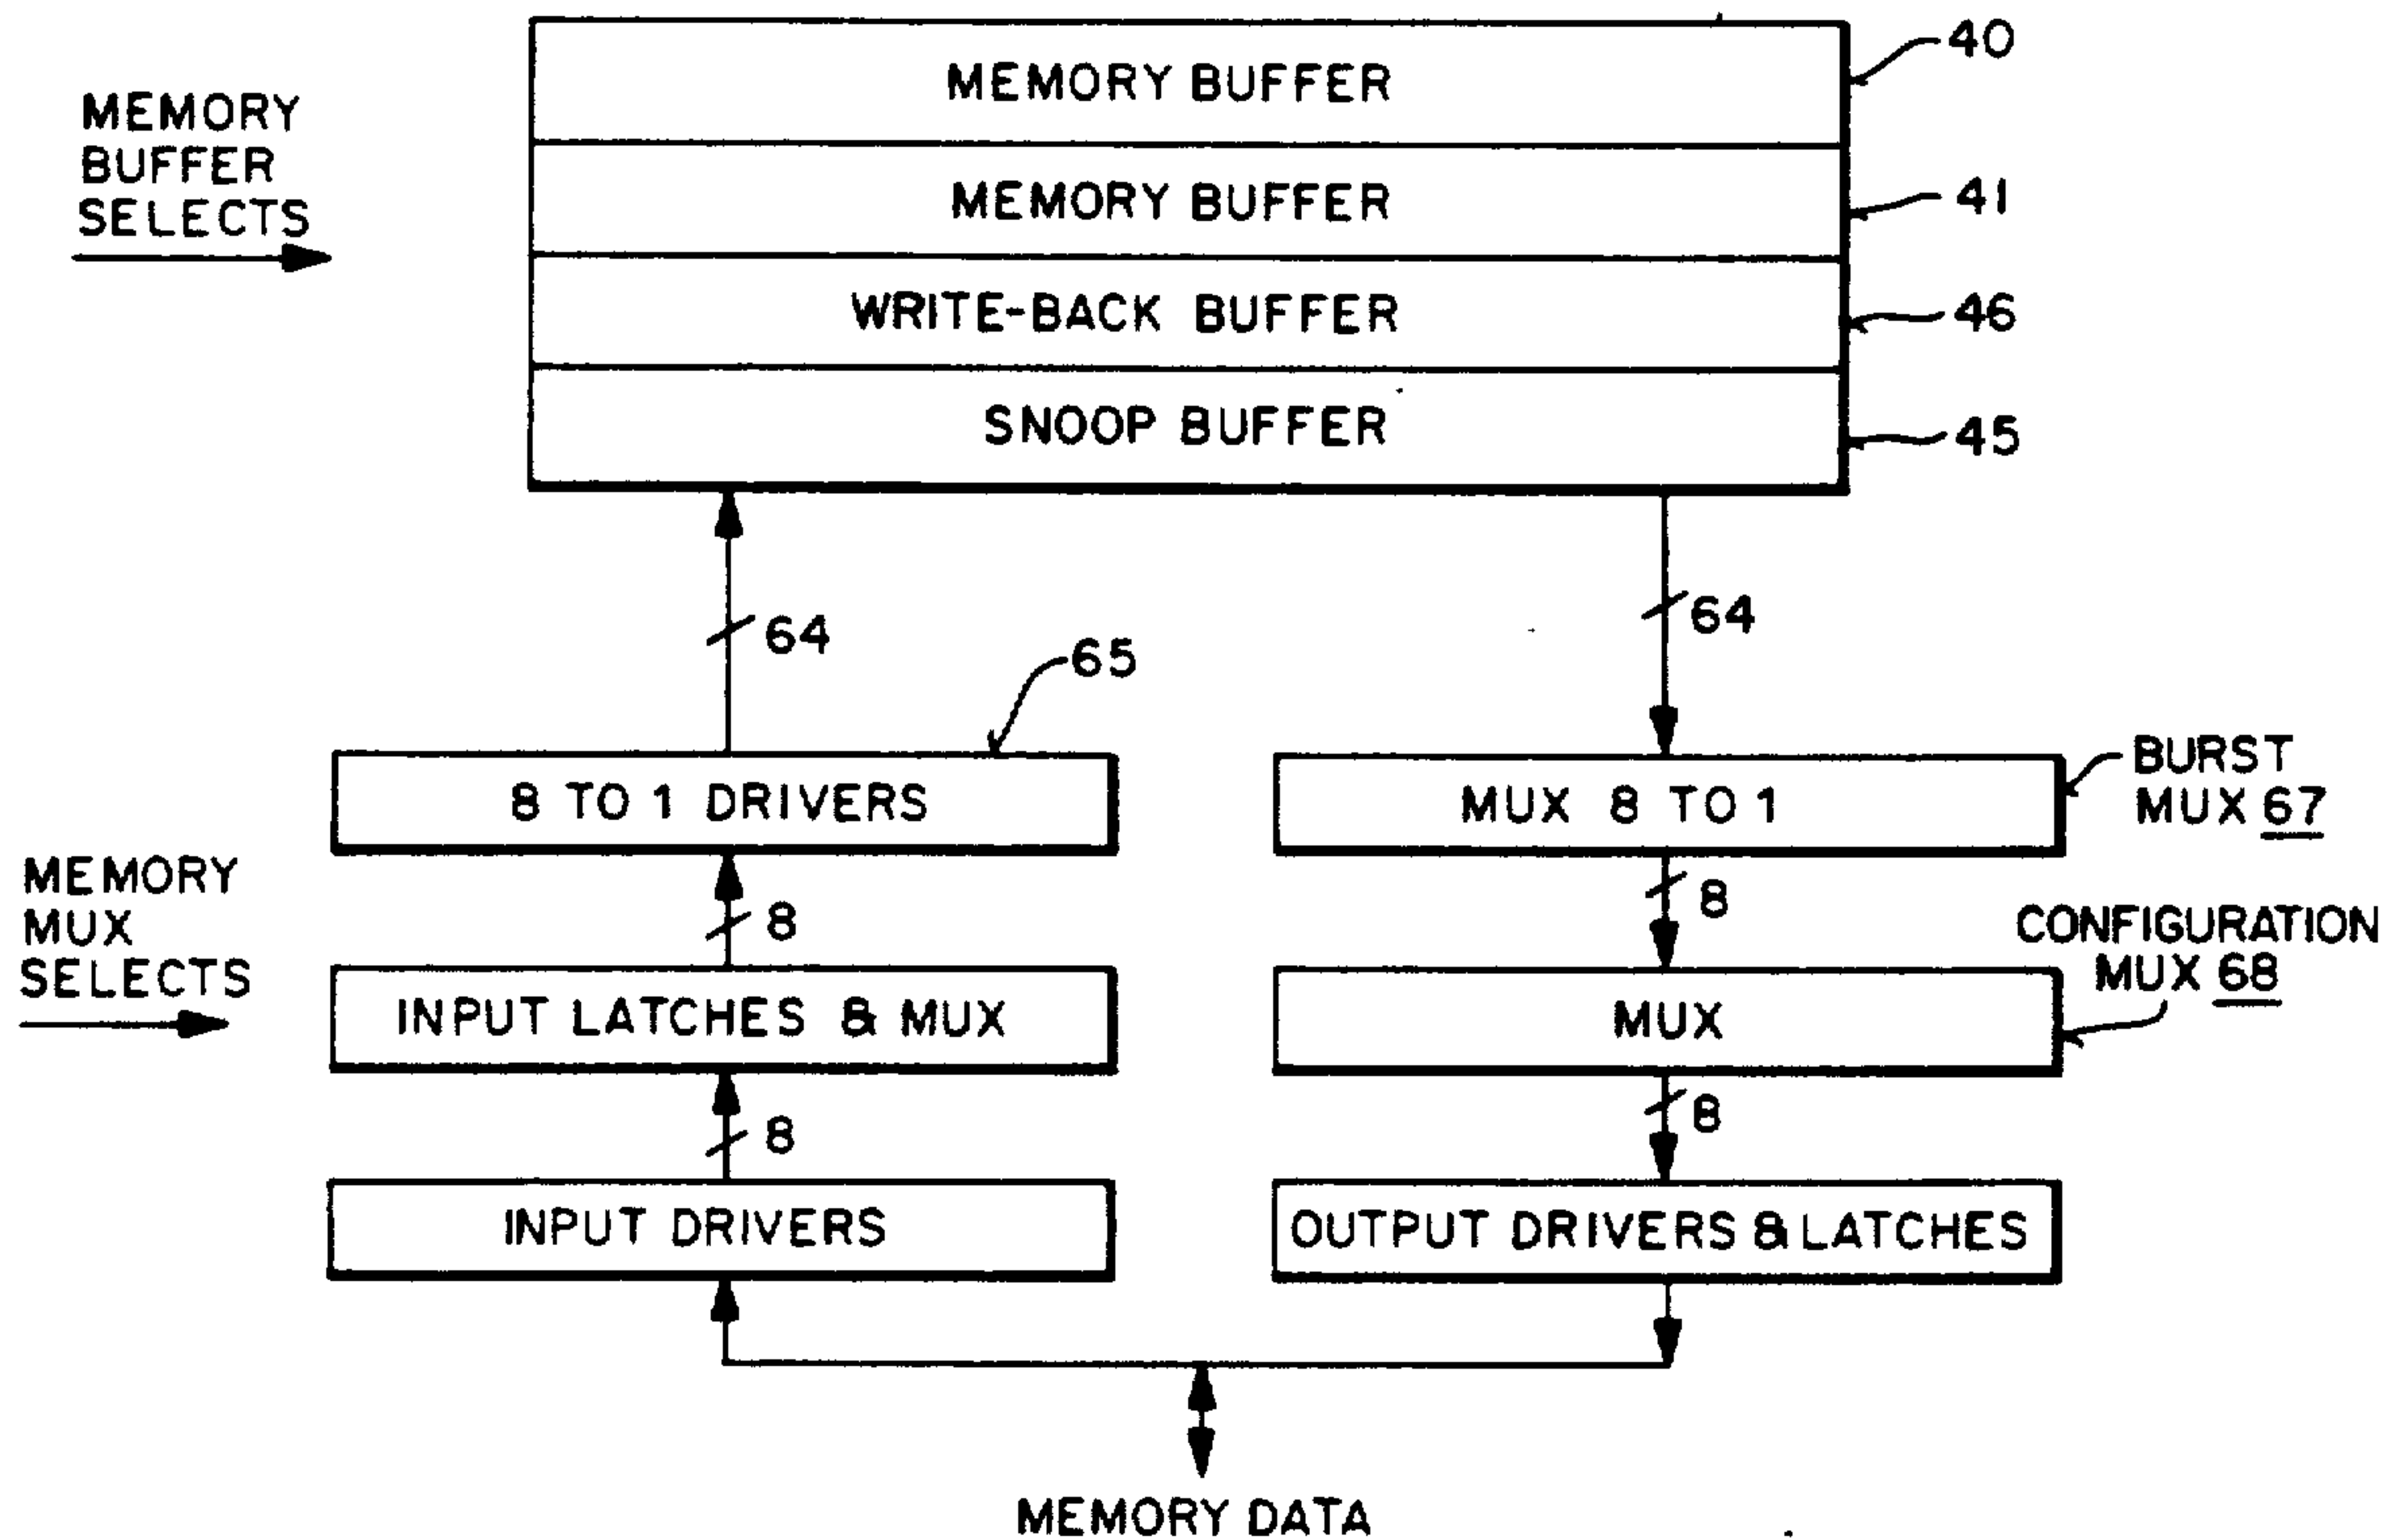 MEMORY BUFFER
40
MEMORY
BUFFER
SELECTS
MEMORY BUFFER
41
WRITE-BACK BUFFER
46
SNOOP BUFFER
45
64
64
65
8 TO 1 DRIVERS
MUX 8 TO 1
BURST
MUX 67
8
8
MEMORY
MUX
SELECTS
INPUT LATCHES & MUX
MUX
CONFIGURATION
MUX 68
8
8
INPUT DRIVERS
OUTPUT DRIVERS & LATCHES
MEMORY DATA